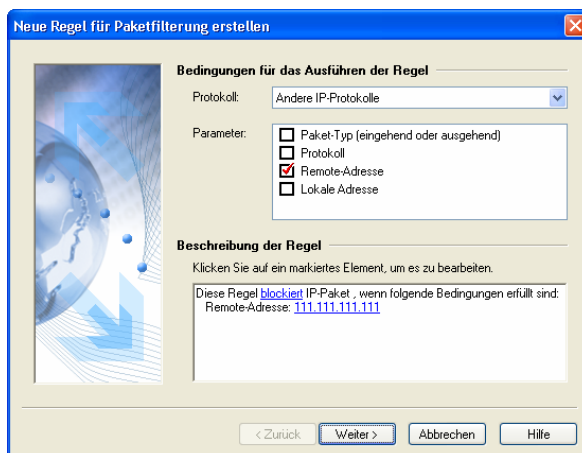 Neue Regel für Paketfilterung erstellen
Bedingungen für das Ausführen der Regel
Protokoll: Andere IP-Protokolle
Parameter: Paket-Typ (eingehend oder ausgehend)
Protokoll
Remote-Adresse
Lokale Adresse
Beschreibung der Regel
Klicken Sie auf ein markiertes Element, um es zu bearbeiten.
Diese Regel blockiert IP-Paket , wenn folgende Bedingungen erfüllt sind:
Remote-Adresse: 111.111.111.111
< Zurück Weiter > Abbrechen Hilfe